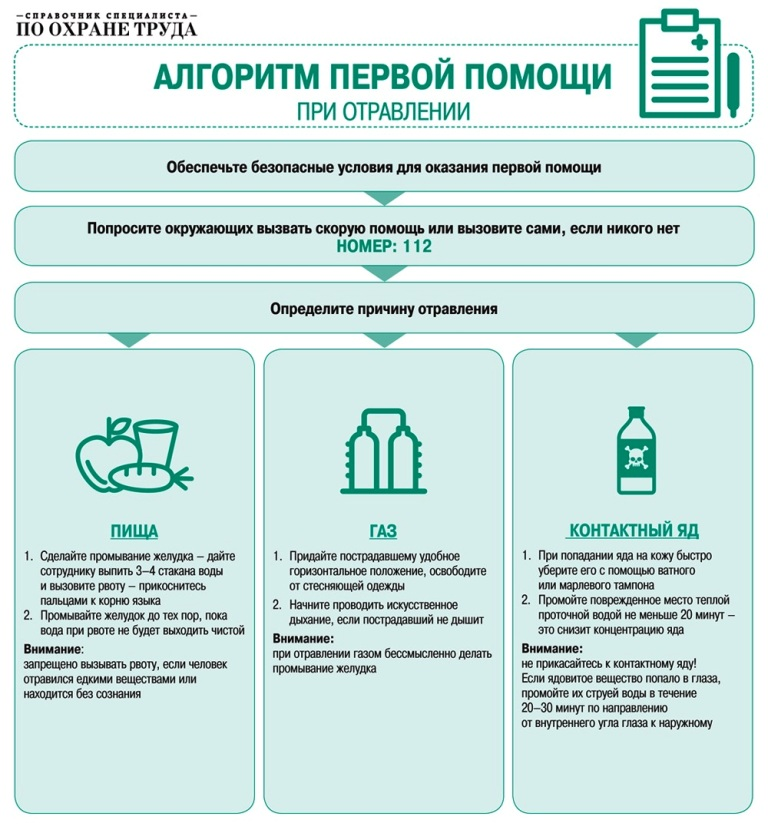 СПРАВОЧНИК СПЕЦИАЛИСТА
ПО ОХРАНЕ ТРУДА
АЛГОРИТМ ПЕРВОЙ ПОМОЩИ
ПРИ ОТРАВЛЕНИИ
Обеспечьте безопасные условия для оказания первой помощи
Попросите окружающих вызвать скорую помощь или вызовите сами, если никого нет
НОМЕР: 112
Определите причину отравления
ПИЩА
1. Сделайте промывание желудка – дайте
сотруднику выпить 3–4 стакана воды
и вызовите рвоту – прикоснитесь
пальцами к корню языка
2. Промывайте желудок до тех пор, пока
вода при рвоте не будет выходить чистой
Внимание:
запрещено вызывать рвоту, если человек
отравился едкими веществами или
находится без сознания
ГАЗ
1. Придайте пострадавшему удобное
горизонтальное положение, освободите
от стесняющей одежды
2. Начните проводить искусственное
дыхание, если пострадавший не дышит
Внимание:
при отравлении газом бессмысленно делать
промывание желудка
КОНТАКТНЫЙ ЯД
1. При попадании яда на кожу быстро
уберите его с помощью ватного
или марлевого тампона
2. Промойте поврежденное место теплой
проточной водой не меньше 20 минут –
это снизит концентрацию яда
Внимание:
не прикасайтесь к контактному яду!
Если ядовитое вещество попало в глаза,
промойте их струей воды в течение
20–30 минут по направлению
от внутреннего угла глаза к наружному